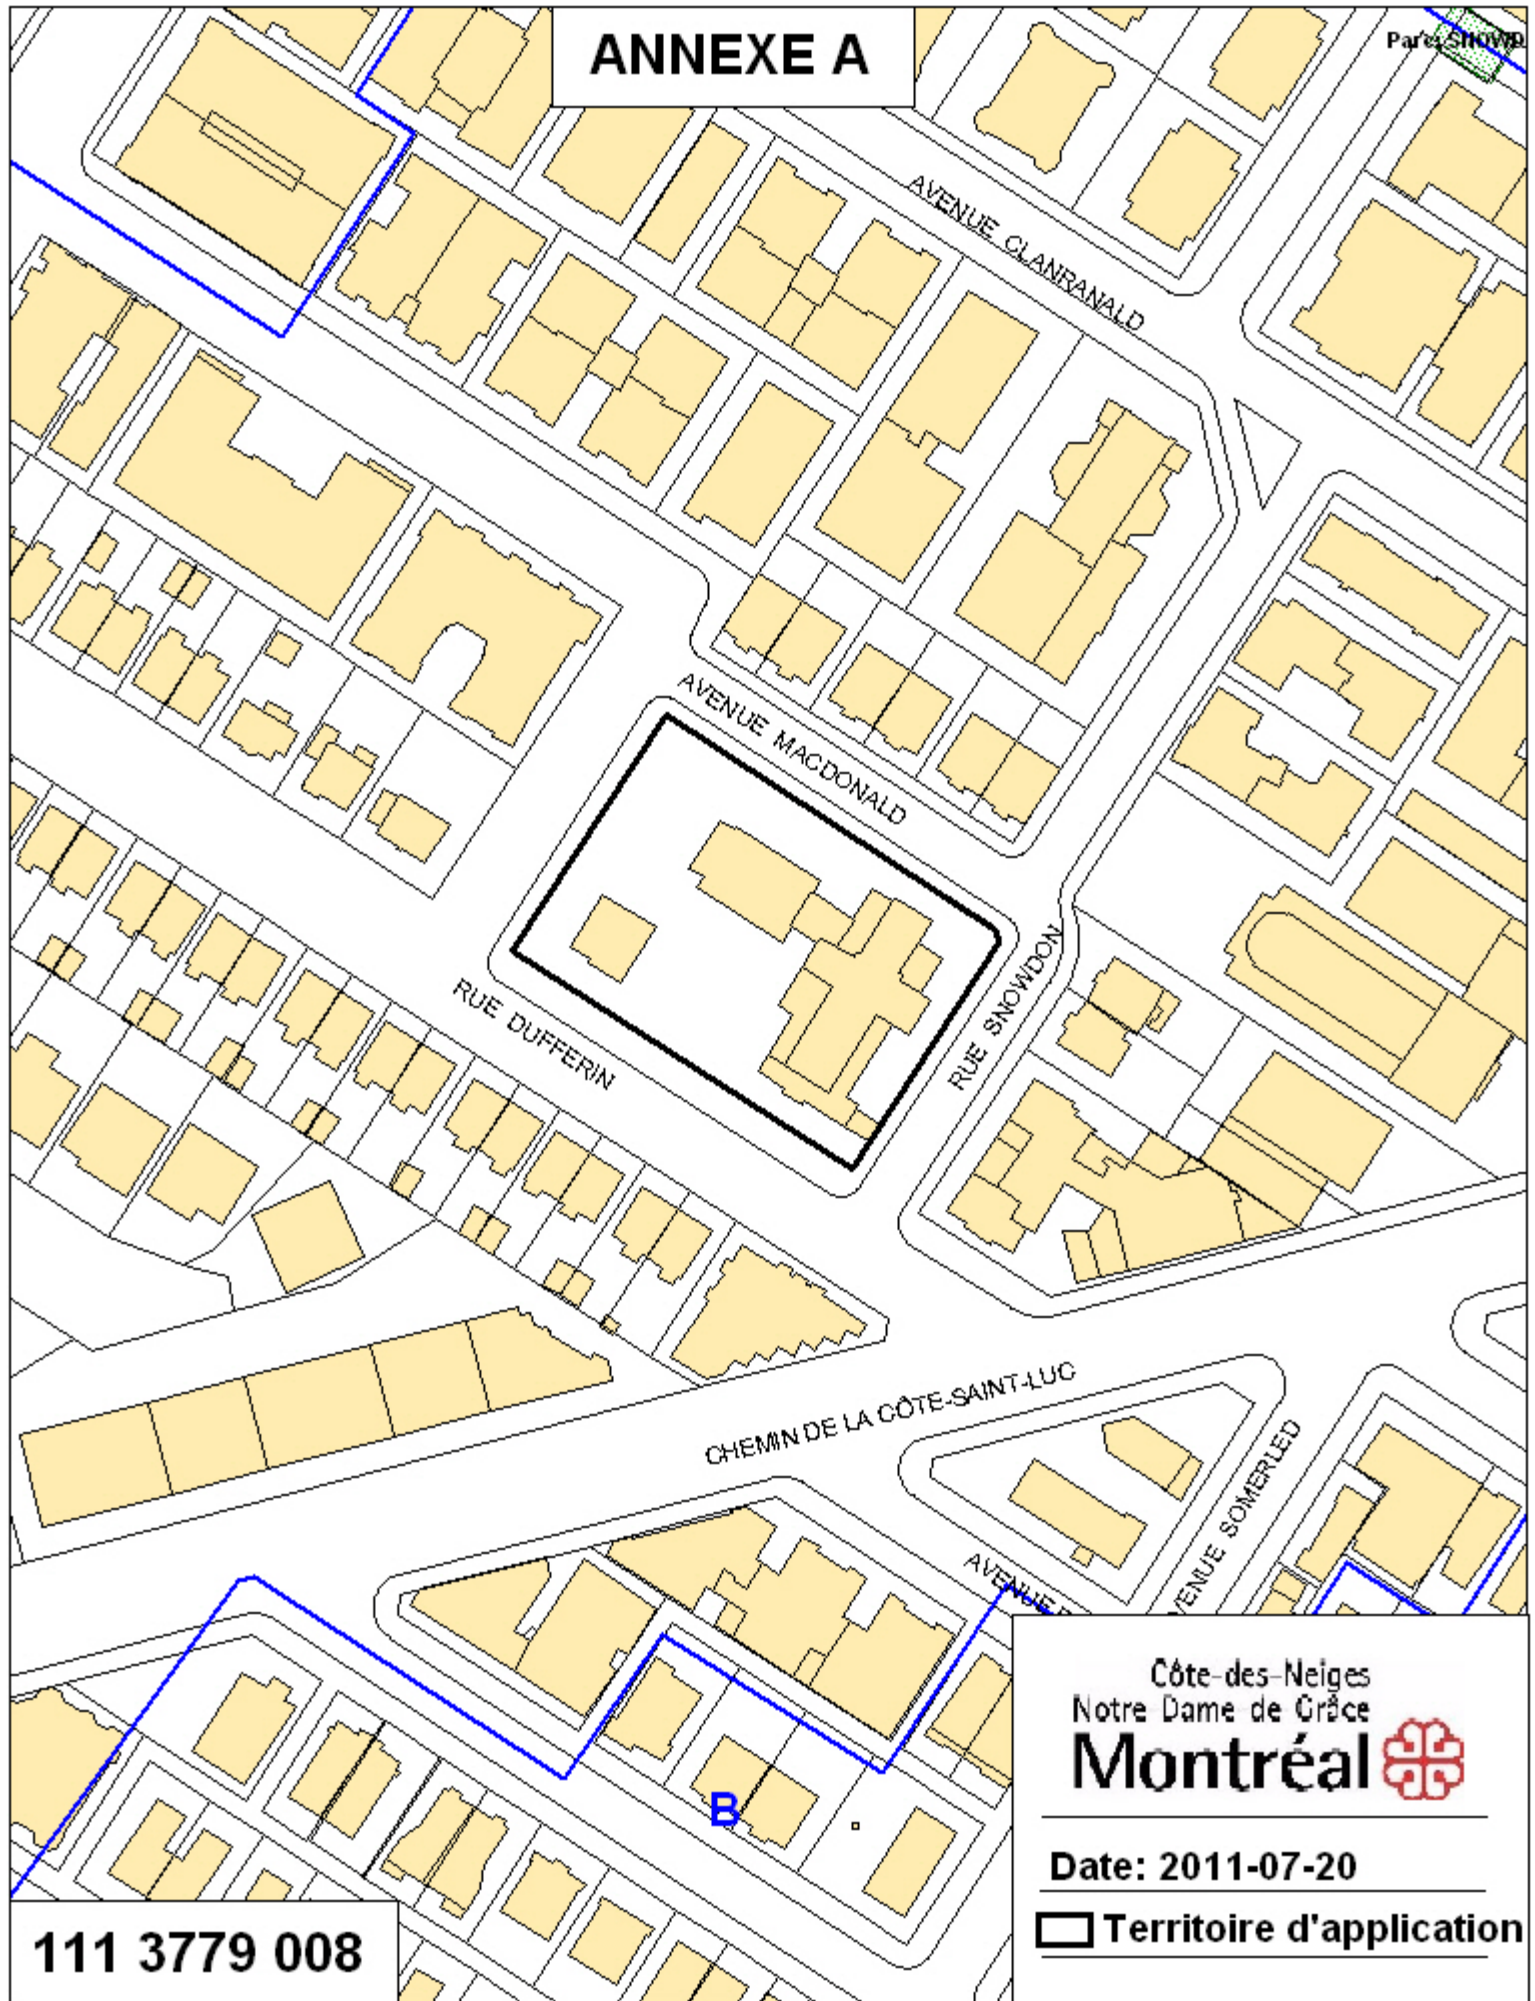 ANNEXE A
Parc
AVENUE CLANRANALD
AVENUE MACDONALD
RUE SNOWDON
RUE DUFFERIN
CHEMIN DE LA CÔTE-SAINT-LUC
AVENUE
AVENUE SOMERLED
B
Côte-des-Neiges
Notre Dame de Grâce
Montréal
Date: 2011-07-20
Territoire d'application
111 3779 008